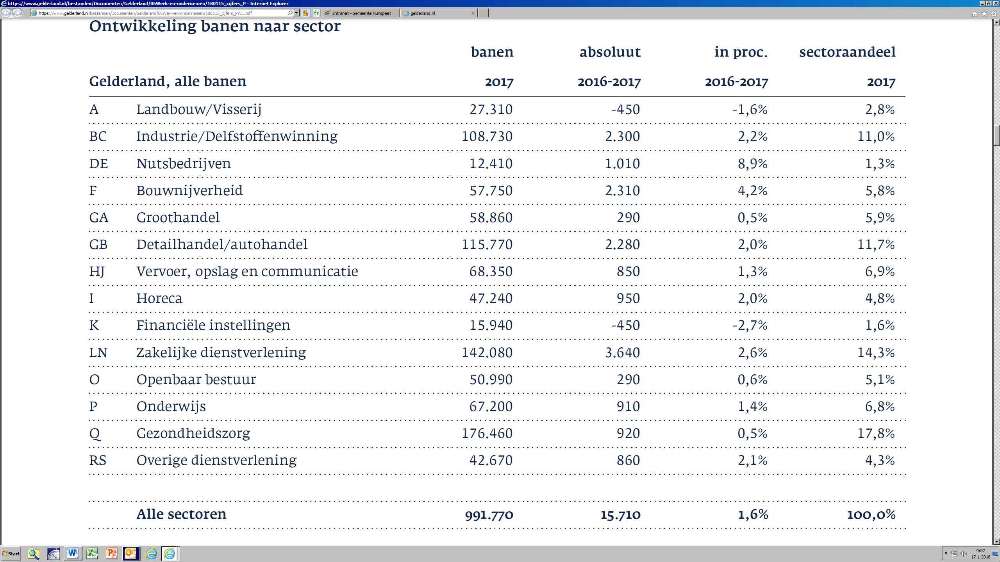 https://www.gelderland.nl/bestanden/Documenten/Gelderland/06Werk-en-ondernemen/180115_cijfers_P - Internet Explorer
https://www.gelderland.nl/bestanden/Documenten/Gelderland/06Werk-en-ondernemen/180115_cijfers_PWE.pdf Intranet - Gemeente Nunspeet gelderland.nl
Ontwikkeling banen naar sector
banen absoluut in proc. sectoraandeel
Gelderland, alle banen 2017 2016-2017 2016-2017 2017
A Landbouw/Visserij 27.310 -450 -1,6% 2,8%
BC Industrie/Delfstoffenwinning 108.730 2.300 2,2% 11,0%
DE Nutsbedrijven 12.410 1.010 8,9% 1,3%
F Bouwnijverheid 57.750 2.310 4,2% 5,8%
GA Groothandel 58.860 290 0,5% 5,9%
GB Detailhandel/autohandel 115.770 2.280 2,0% 11,7%
HJ Vervoer, opslag en communicatie 68.350 850 1,3% 6,9%
I Horeca 47.240 950 2,0% 4,8%
K Financiële instellingen 15.940 -450 -2,7% 1,6%
LN Zakelijke dienstverlening 142.080 3.640 2,6% 14,3%
O Openbaar bestuur 50.990 290 0,6% 5,1%
P Onderwijs 67.200 910 1,4% 6,8%
Q Gezondheidszorg 176.460 920 0,5% 17,8%
RS Overige dienstverlening 42.670 860 2,1% 4,3%
Alle sectoren 991.770 15.710 1,6% 100,0%
Start
9:02
17-1-2018